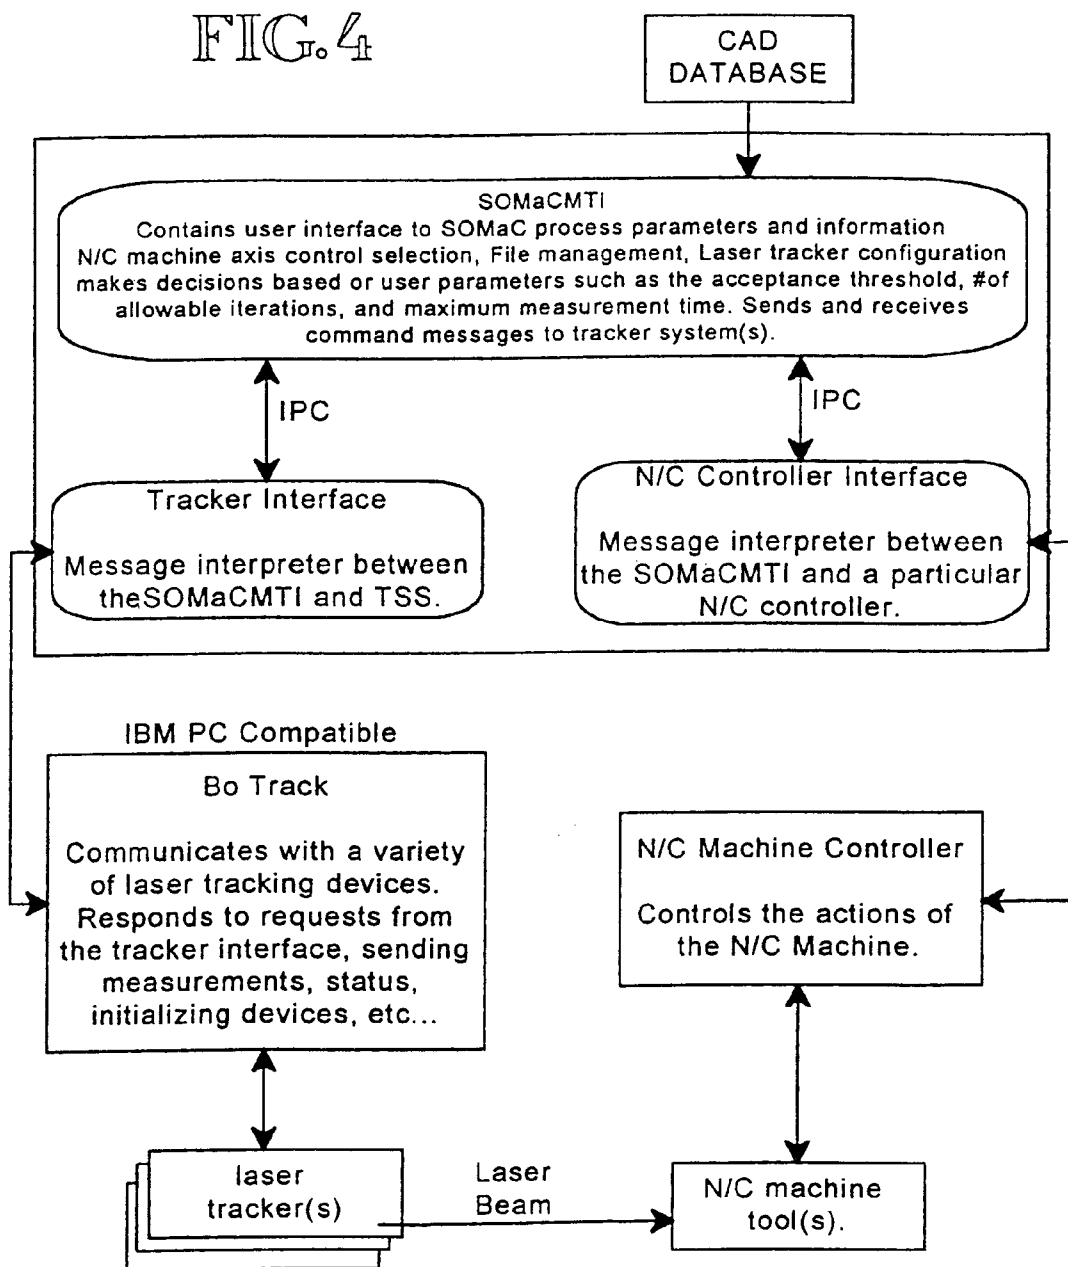 FIG.4
CAD
DATABASE
SOMaCMTI
Contains user interface to SOMaC process parameters and information
N/C machine axis control selection, File management, Laser tracker configuration
makes decisions based or user parameters such as the acceptance threshold, #of
allowable iterations, and maximum measurement time. Sends and receives
command messages to tracker system(s).
IPC
IPC
Tracker Interface
Message interpreter between
theSOMaCMTI and TSS.
N/C Controller Interface
Message interpreter between
the SOMaCMTI and a particular
N/C controller.
IBM PC Compatible
Bo Track
Communicates with a variety
of laser tracking devices.
Responds to requests from
the tracker interface, sending
measurements, status,
initializing devices, etc...
N/C Machine Controller
Controls the actions of
the N/C Machine.
laser
tracker(s)
Laser
Beam
N/C machine
tool(s).